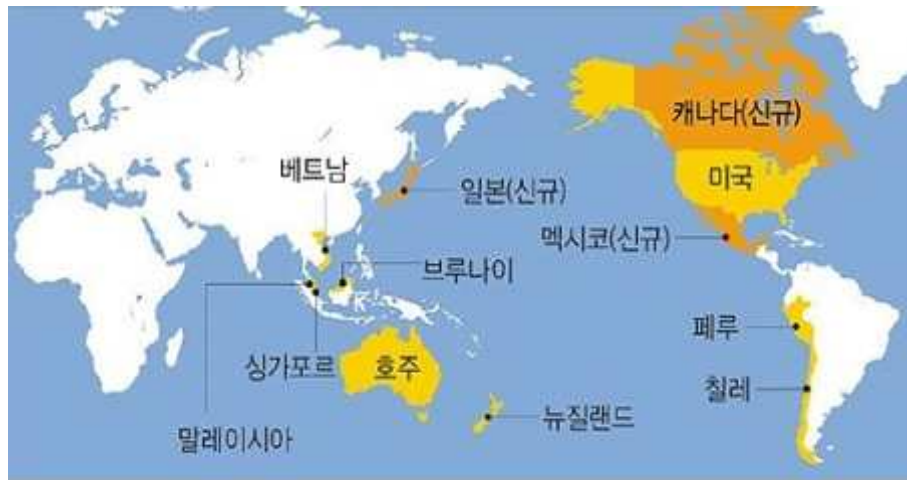 캐나다(신규)
베트남
미국
일본(신규)
멕시코(신규)
브루나이
페루
싱가포르
호주
칠레
뉴질랜드
말레이시아